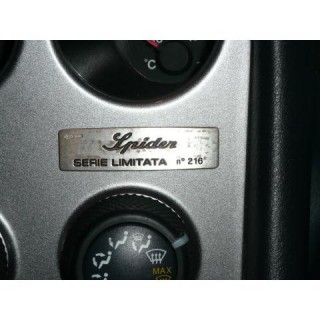 °C
Spider
SERIE LIMITATA n° 216
MAX